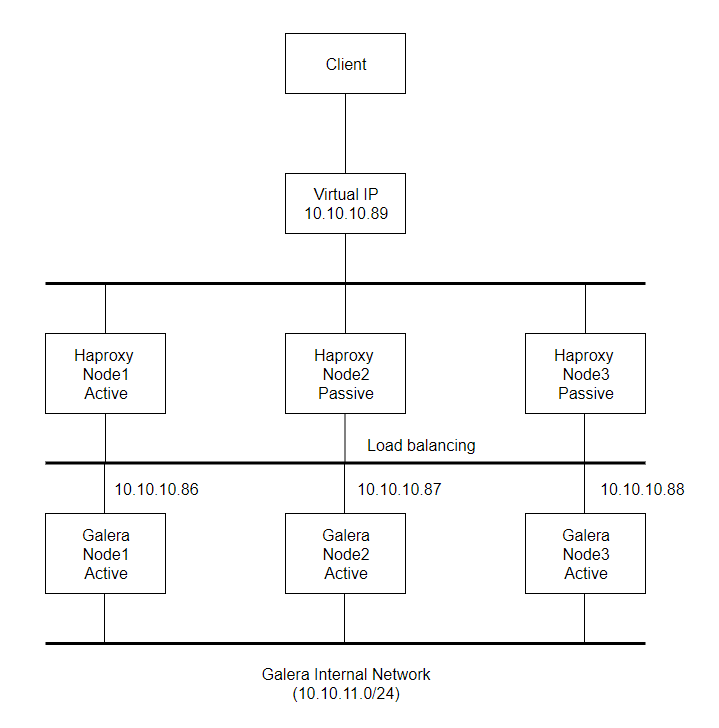 Client
Virtual IP
10.10.10.89
Haproxy
Node1
Active
Haproxy
Node2
Passive
Haproxy
Node3
Passive
Load balancing
10.10.10.86
10.10.10.87
10.10.10.88
Galera
Node1
Active
Galera
Node2
Active
Galera
Node3
Active
Galera Internal Network
(10.10.11.0/24)